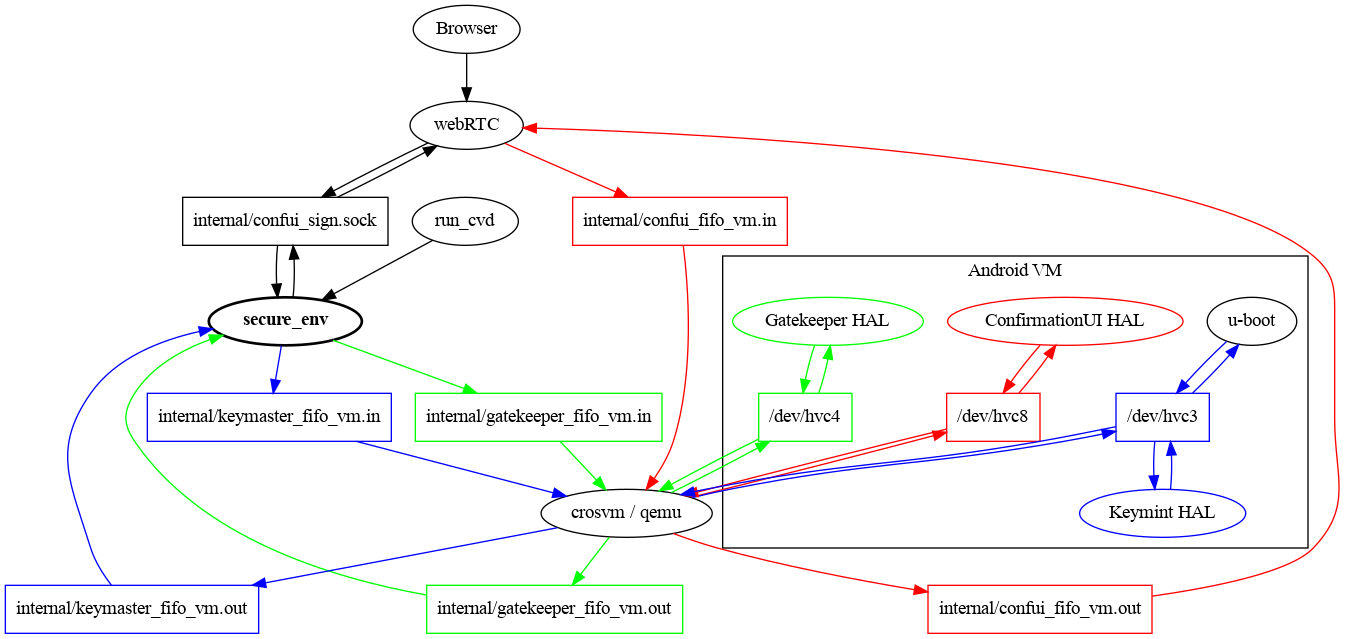 Browser
webRTC
internal/confui_sign.sock
run_cvd
internal/confui_fifo_vm.in
Android VM
secure_env
Gatekeeper HAL
ConfirmationUI HAL
u-boot
internal/keymaster_fifo_vm.in
internal/gatekeeper_fifo_vm.in
/dev/hvc4
/dev/hvc8
/dev/hvc3
crosvm / qemu
Keymint HAL
internal/keymaster_fifo_vm.out
internal/gatekeeper_fifo_vm.out
internal/confui_fifo_vm.out